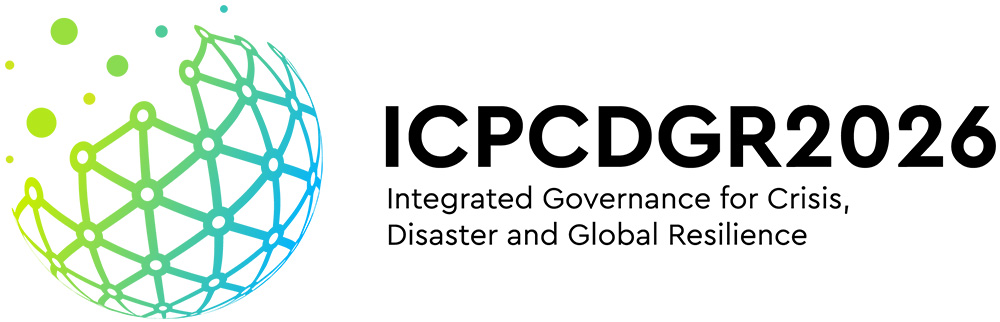 ICPCDGR2026
Integrated Governance for Crisis,
Disaster and Global Resilience